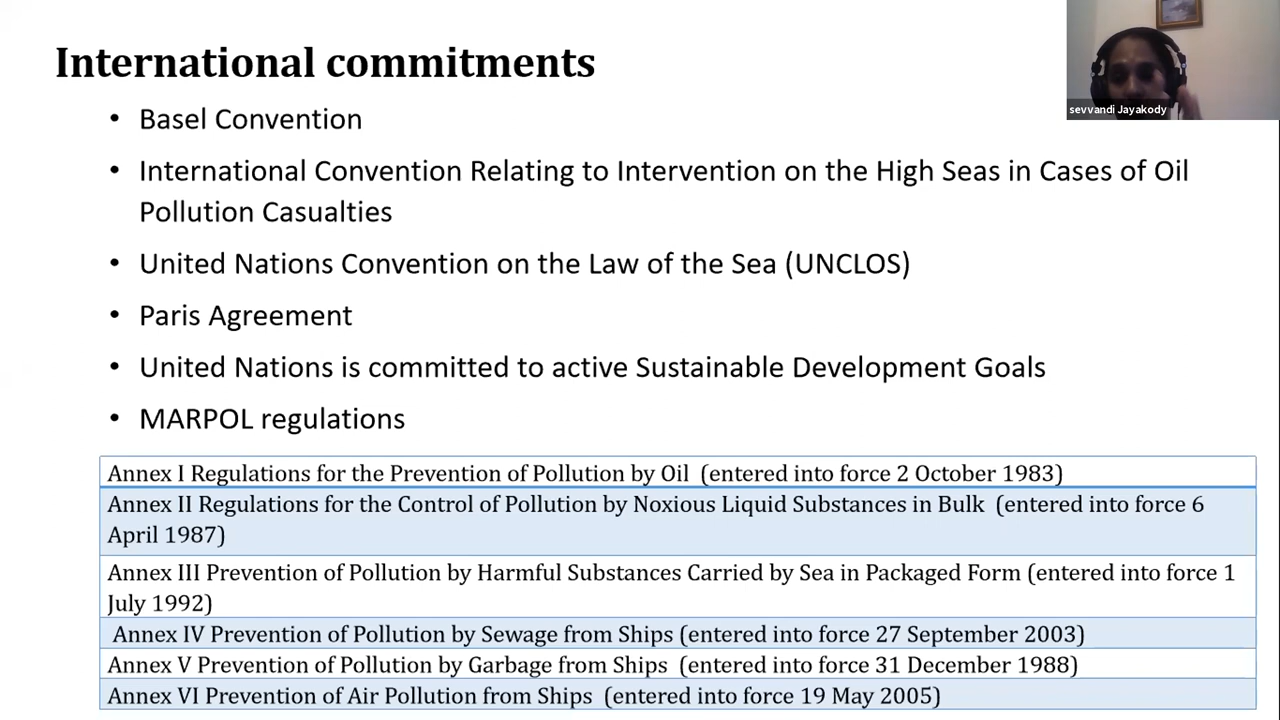 International commitments
sevvandi Jayakody
• Basel Convention
• International Convention Relating to Intervention on the High Seas in Cases of Oil
Pollution Casualties
• United Nations Convention on the Law of the Sea (UNCLOS)
• Paris Agreement
• United Nations is committed to active Sustainable Development Goals
• MARPOL regulations
Annex I Regulations for the Prevention of Pollution by Oil (entered into force 2 October 1983)
Annex II Regulations for the Control of Pollution by Noxious Liquid Substances in Bulk (entered into force 6
April 1987)
Annex III Prevention of Pollution by Harmful Substances Carried by Sea in Packaged Form (entered into force 1
July 1992)
Annex IV Prevention of Pollution by Sewage from Ships (entered into force 27 September 2003)
Annex V Prevention of Pollution by Garbage from Ships (entered into force 31 December 1988)
Annex VI Prevention of Air Pollution from Ships (entered into force 19 May 2005)